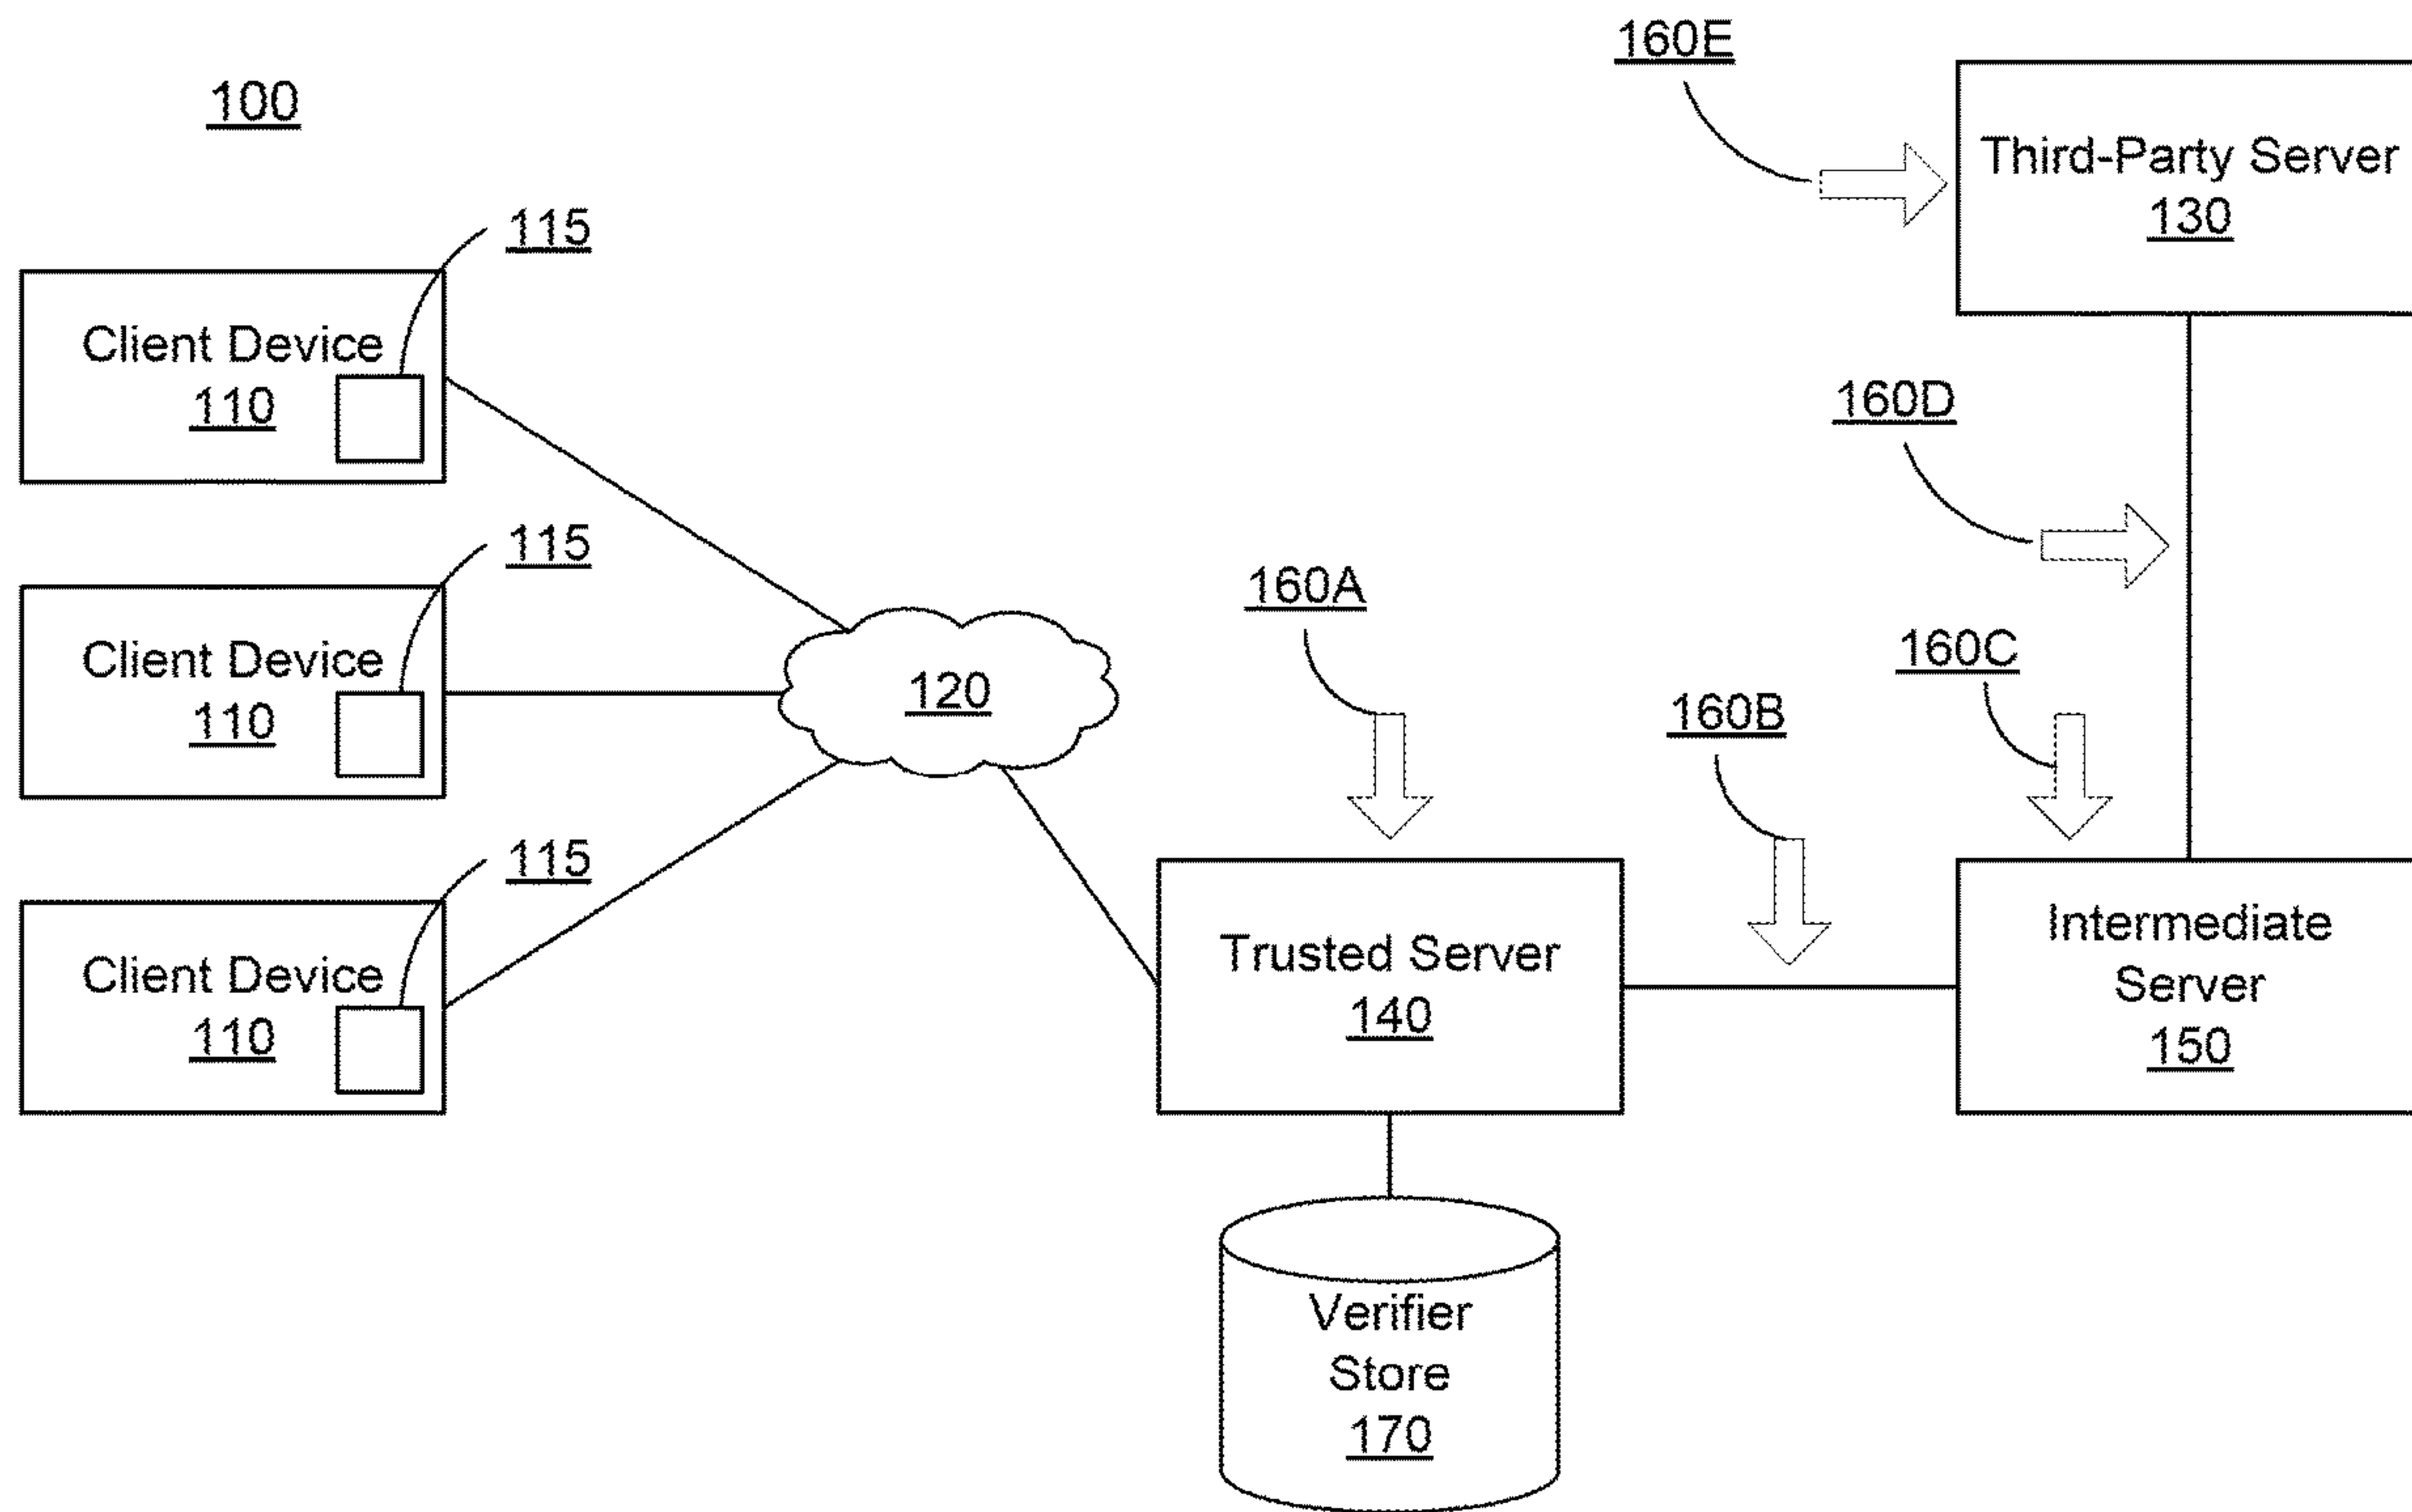 100
160E
Third-Party Server
130
115
Client Device
110
160D
115
Client Device
110
120
160A
160C
160B
115
Client Device
110
Trusted Server
140
Intermediate
Server
150
Verifier
Store
170